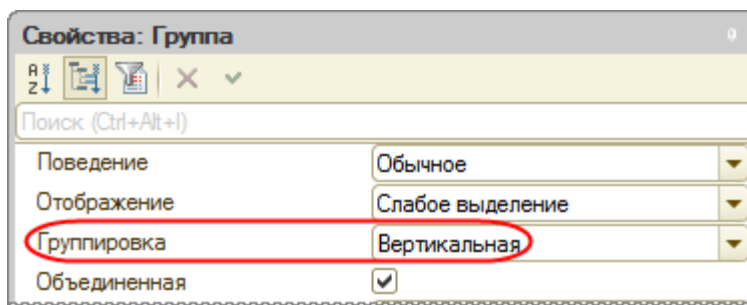 Свойства: Группа
Поиск (Ctrl+Alt+I)
Поведение Обычное
Отображение Слабое выделение
Группировка Вертикальная
Объединенная